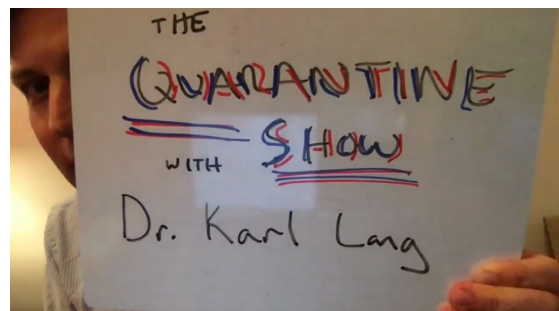 THE
QUARANTINE
SHOW
WITH
Dr. Karl Lang